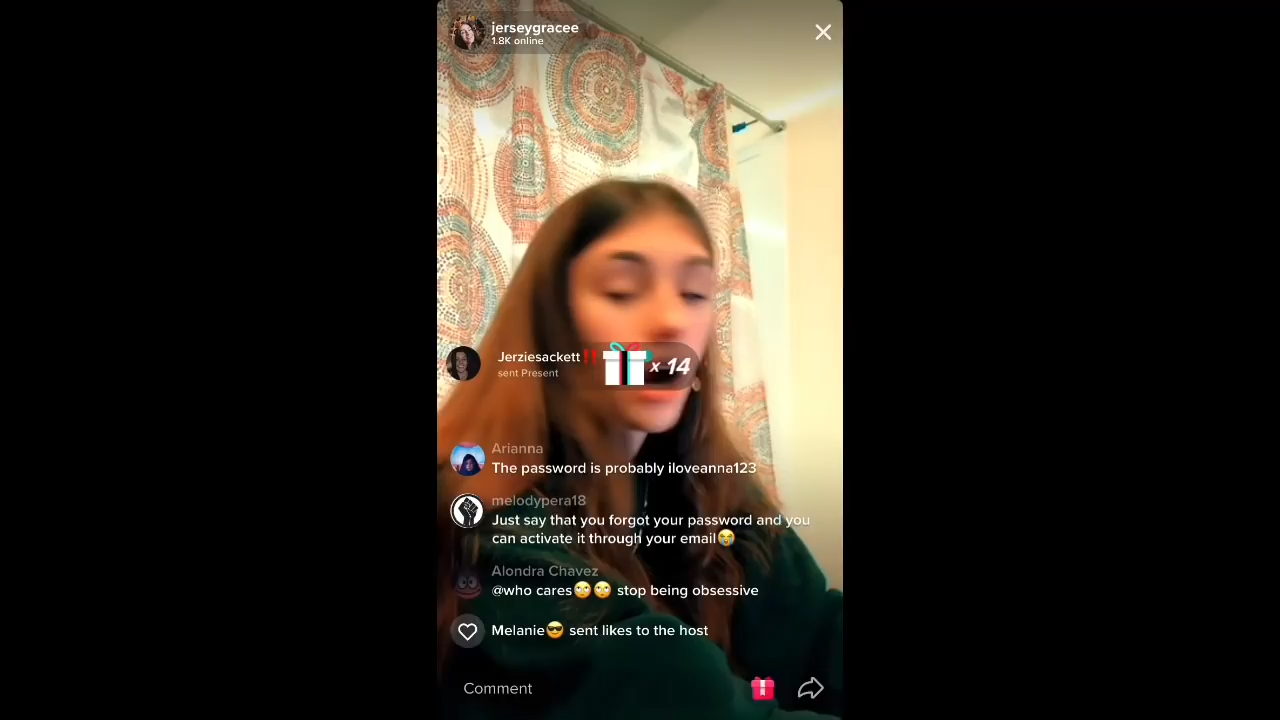 jerseygracee
1.8K online
Jerziesackett‼️
sent Present
x 14
Arianna
The password is probably iloveanna123
melodypera18
Just say that you forgot your password and you
can activate it through your email😭
Alondra Chavez
@who cares🙄🙄 stop being obsessive
Melanie😎 sent likes to the host
Comment